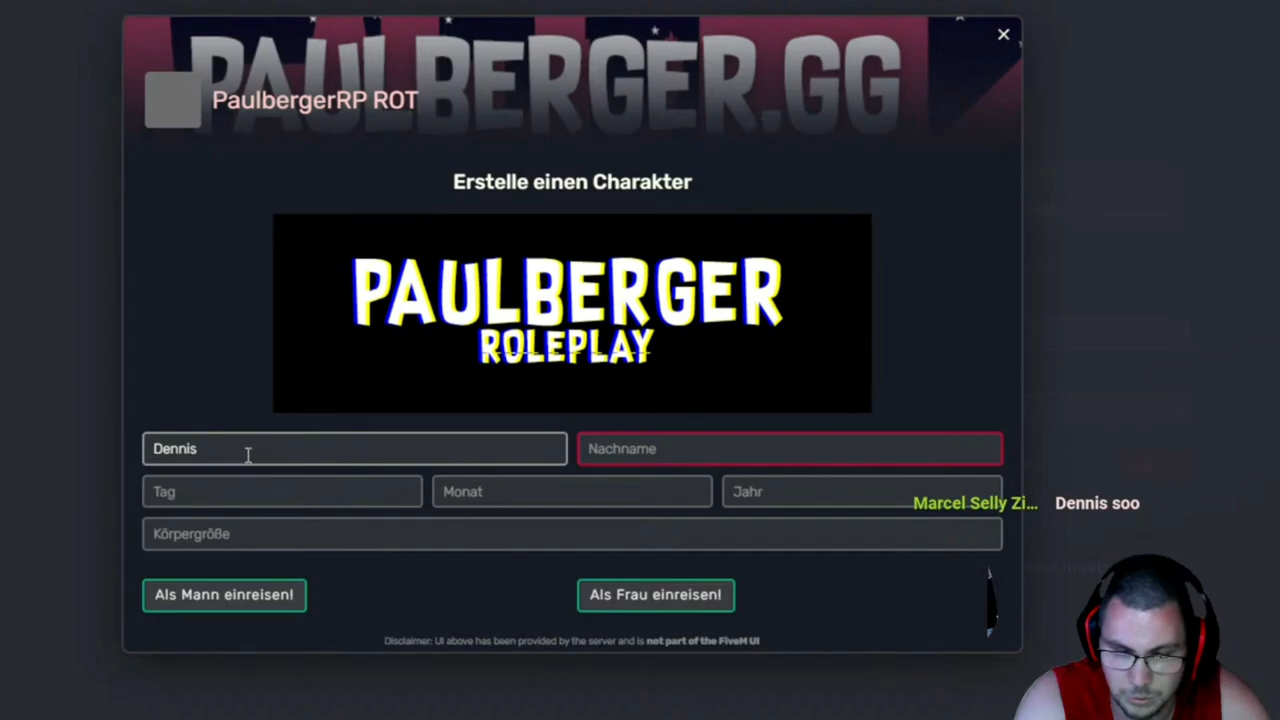 PAULBERGER.GG
PaulbergerRP ROT
Erstelle einen Charakter
PAULBERGER
ROLEPLAY
Dennis
Nachname
Tag
Monat
Jahr
Marcel Selly Zi... Dennis soo
Körpergröße
Als Mann einreisen!
Als Frau einreisen!
Disclaimer: UI above has been provided by the server and is not part of the FiveM UI